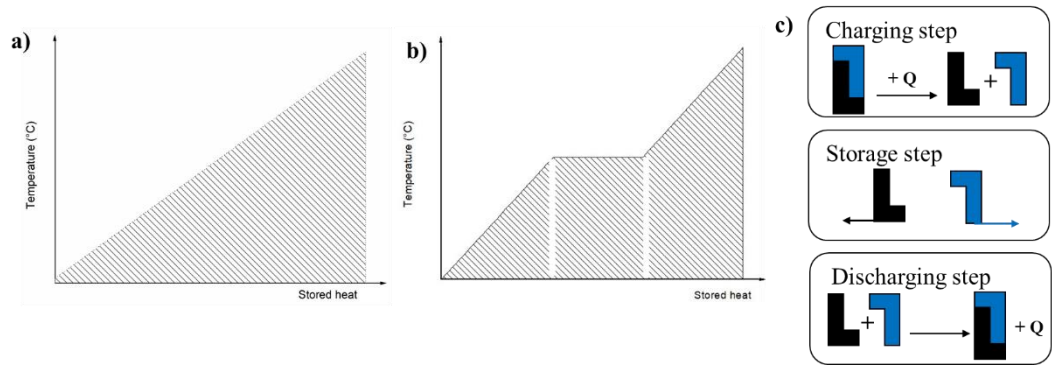 a)
Temperature (°C)
Stored heat
b)
Temperature (°C)
Stored heat
c)
Charging step
+ Q
+
Storage step
Discharging step
+
+ Q